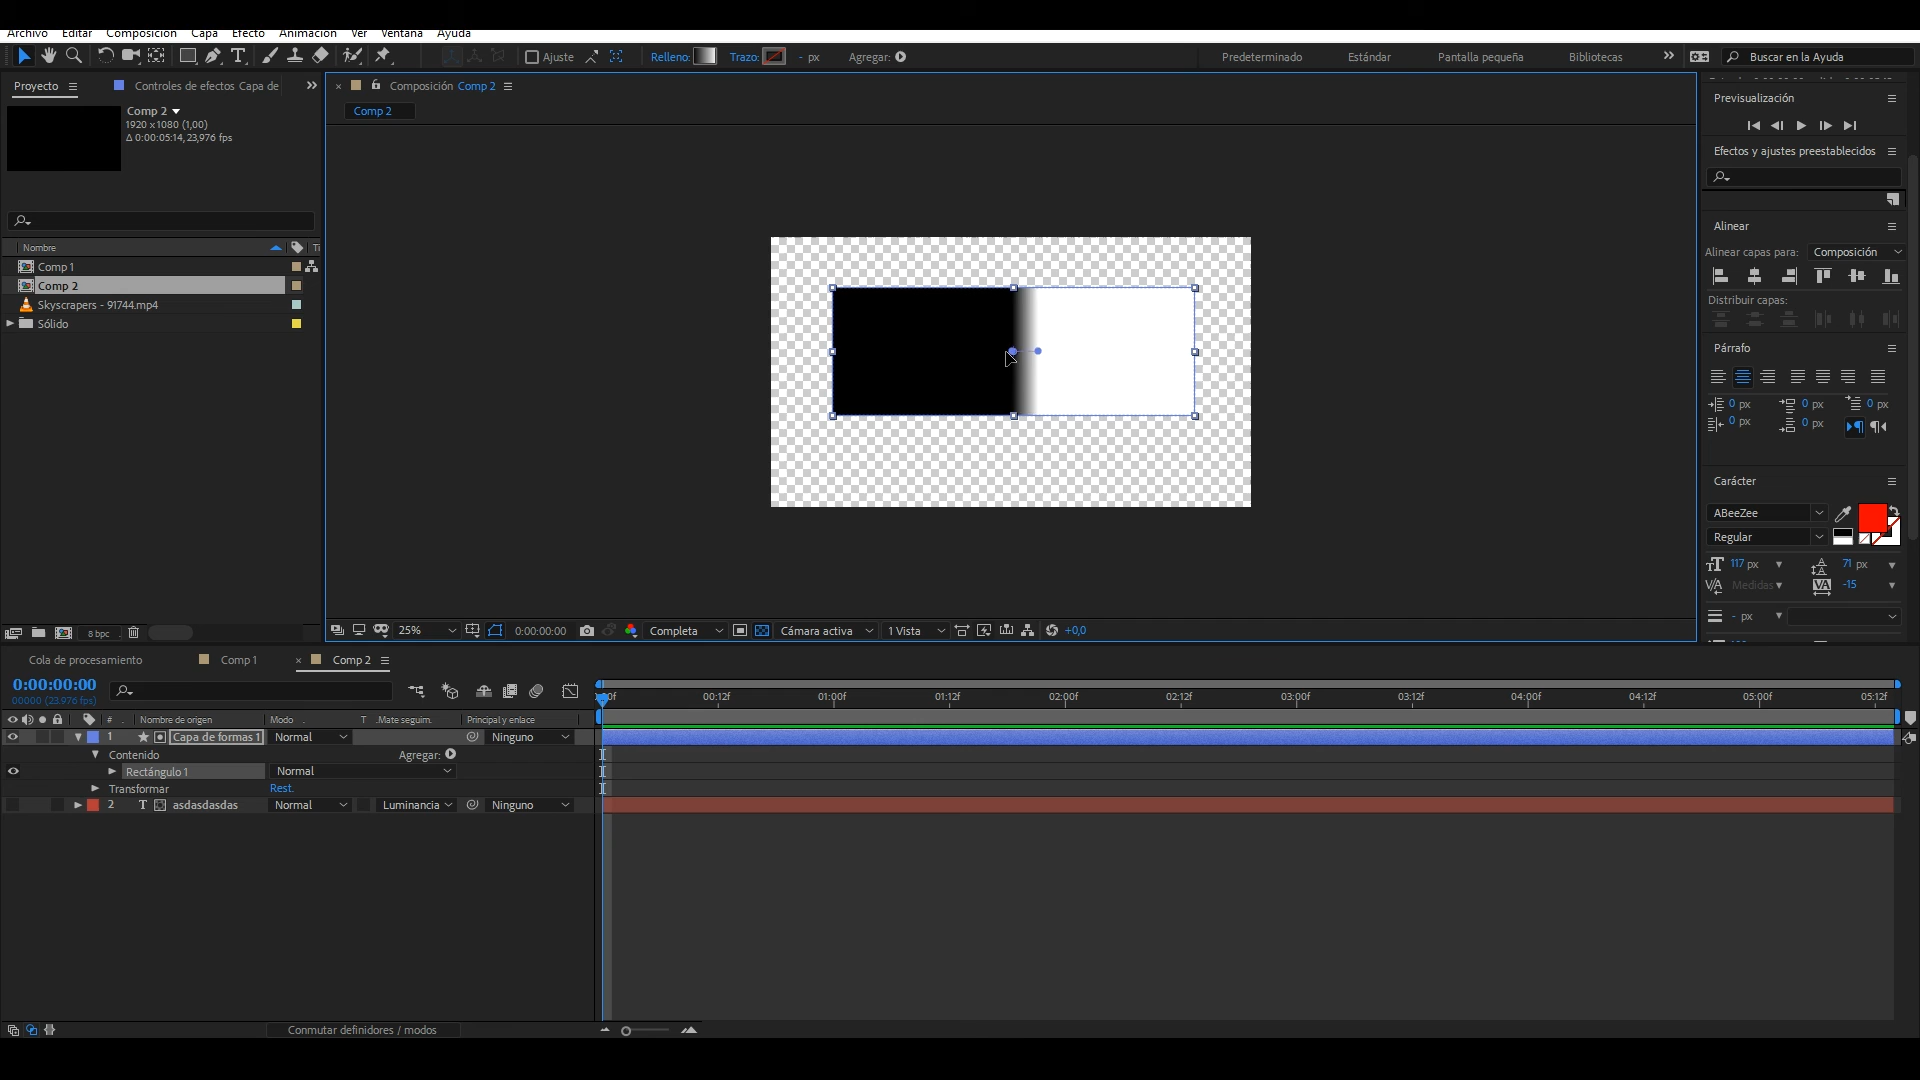 Archivo Editar Composición Capa Efecto Animación Ver Ventana Ayuda
Ajuste Relleno: Trazo: - px Agregar: Predeterminado Estándar Pantalla pequeña Bibliotecas Buscar en la Ayuda
Proyecto Controles de efectos Capa de
Comp 2
1920 x 1080 (1,00)
Δ 0:00:05:14, 23,976 fps
Nombre Ti
Comp 1
Comp 2
Skyscrapers - 91744.mp4
Sólido
8 bpc
Composición Comp 2
Comp 2
25% 0:00:00:00 Completa Cámara activa 1 Vista +0,0
Previsualización
Efectos y ajustes preestablecidos
Alinear
Alinear capas para: Composición
Distribuir capas:
Párrafo
0 px 0 px 0 px
0 px 0 px
Carácter
ABeeZee
Regular
117 px 71 px
Medidas -15
- px
Cola de procesamiento Comp 1 Comp 2
0:00:00:00
00000 (23.976 fps)
# Nombre de origen Modo T .Mate seguim. Principal y enlace
1 Capa de formas 1 Normal Ninguno
Contenido Agregar:
Rectángulo 1 Normal
Transformar Rest.
2 T asdasdasdas Normal Luminancia Ninguno
00f 00:12f 01:00f 01:12f 02:00f 02:12f 03:00f 03:12f 04:00f 04:12f 05:00f 05:12f
Conmutar definidores / modos